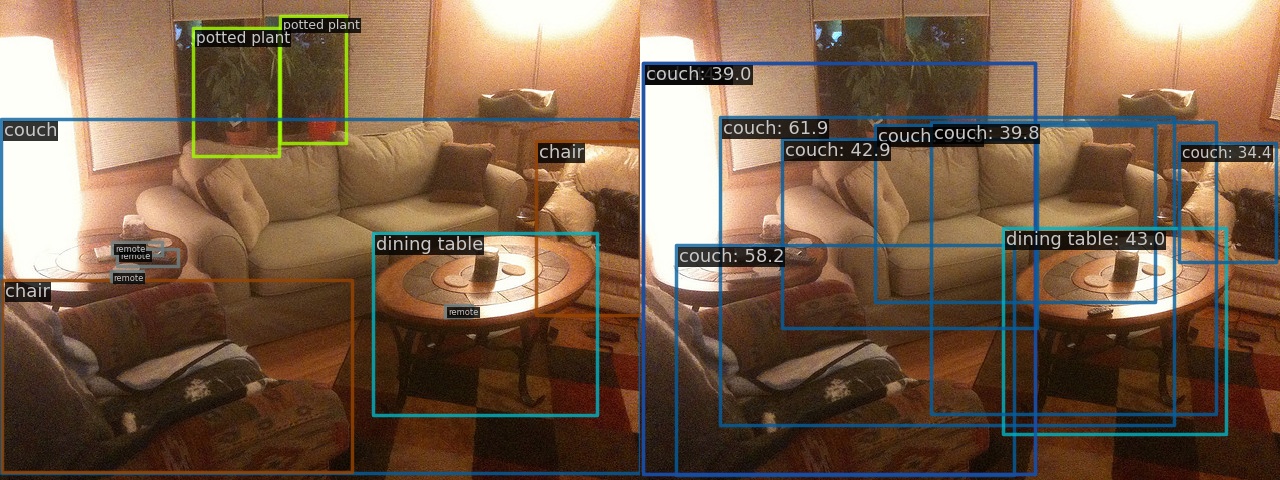 potted plant
potted plant
couch
chair
remote
remote
remote
dining table
chair
remote
couch: 39.0
couch: 61.9
couch: 42.9
couch
couch: 39.8
couch: 34.4
couch: 58.2
dining table: 43.0